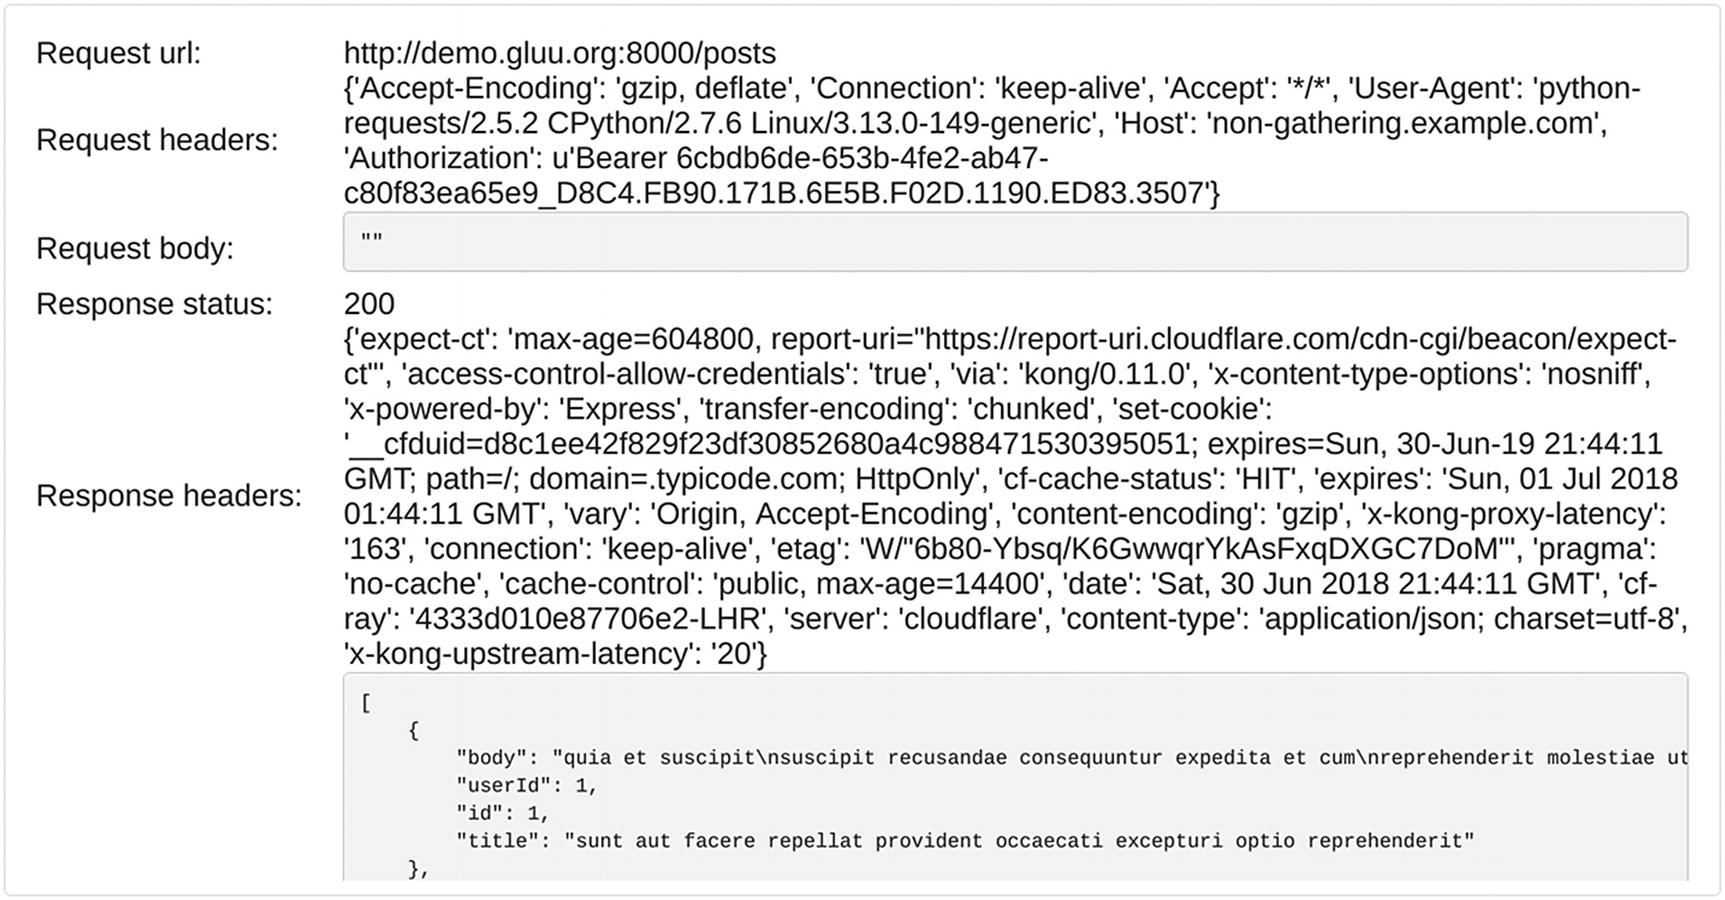 Request url: http://demo.gluu.org:8000/posts
{'Accept-Encoding': 'gzip, deflate', 'Connection': 'keep-alive', 'Accept': '*/*', 'User-Agent': 'python-
Request headers: requests/2.5.2 CPython/2.7.6 Linux/3.13.0-149-generic', 'Host': 'non-gathering.example.com',
'Authorization': u'Bearer 6cbdb6de-653b-4fe2-ab47-
c80f83ea65e9_D8C4.FB90.171B.6E5B.F02D.1190.ED83.3507'}
Request body: ""
Response status: 200
{'expect-ct': 'max-age=604800, report-uri="https://report-uri.cloudflare.com/cdn-cgi/beacon/expect-
ct"', 'access-control-allow-credentials': 'true', 'via': 'kong/0.11.0', 'x-content-type-options': 'nosniff',
'x-powered-by': 'Express', 'transfer-encoding': 'chunked', 'set-cookie':
'__cfduid=d8c1ee42f829f23df30852680a4c988471530395051; expires=Sun, 30-Jun-19 21:44:11
Response headers: GMT; path=/; domain=.typicode.com; HttpOnly', 'cf-cache-status': 'HIT', 'expires': 'Sun, 01 Jul 2018
01:44:11 GMT', 'vary': 'Origin, Accept-Encoding', 'content-encoding': 'gzip', 'x-kong-proxy-latency':
'163', 'connection': 'keep-alive', 'etag': 'W/"6b80-Ybsq/K6GwwqrYkAsFxqDXGC7DoM"', 'pragma':
'no-cache', 'cache-control': 'public, max-age=14400', 'date': 'Sat, 30 Jun 2018 21:44:11 GMT', 'cf-
ray': '4333d010e87706e2-LHR', 'server': 'cloudflare', 'content-type': 'application/json; charset=utf-8',
'x-kong-upstream-latency': '20'}
[
{
"body": "quia et suscipit\nsuscipit recusandae consequuntur expedita et cum\nreprehenderit molestiae ut
"userId": 1,
"id": 1,
"title": "sunt aut facere repellat provident occaecati excepturi optio reprehenderit"
},